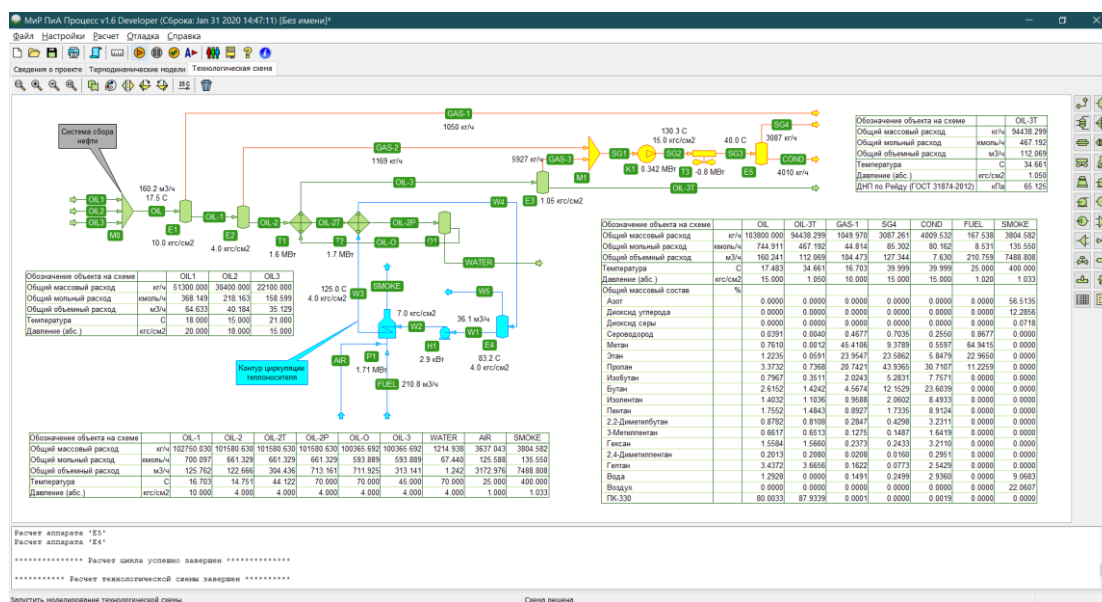 МиР ПиА Процесс v1.6 Developer (Сборка: Jan 31 2020 14:47:11) [Без имени]*
Файл Настройки Расчет Отладка Справка
Сведения о проекте Термодинамические модели Технологическая схема
Система сбора
нефти
GAS-1
1050 кг/ч
GAS-2
1169 кг/ч
5927 кг/ч
GAS-3
M1
SG1
K1
0.342 МВт
130.3 C
15.0 кгс/см2
SG2
T3
-0.8 МВт
40.0 C
SG3
E5
SG4
3087 кг/ч
COND
4010 кг/ч
E3
1.05 кгс/см2
OIL-3T
OIL-3
W4
OIL1
OIL2
OIL3
M0
160.2 м3/ч
17.5 C
OIL
E1
10.0 кгс/см2
OIL-1
E2
4.0 кгс/см2
OIL-2
T1
1.6 МВт
OIL-2T
T2
1.7 МВт
OIL-2P
OIL-O
O1
WATER
125.0 C
4.0 кгс/см2
W3
SMOKE
W5
7.0 кгс/см2
W2
36.1 м3/ч
W1
E4
83.2 C
4.0 кгс/см2
H1
2.9 кВт
AIR
P1
1.71 МВт
FUEL
210.8 м3/ч
Контур циркуляции
теплоносителя
Обозначение объекта на схеме OIL-3T
Общий массовый расход кг/ч 94438.299
Общий мольный расход кмоль/ч 467.192
Общий объемный расход м3/ч 112.069
Температура C 34.661
Давление (абс.) кгс/см2 1.050
ДНП по Рейду (ГОСТ 31874-2012) кПа 65.125
Обозначение объекта на схеме OIL1 OIL2 OIL3
Общий массовый расход кг/ч 51300.000 30400.000 22100.000
Общий мольный расход кмоль/ч 368.149 218.163 158.599
Общий объемный расход м3/ч 64.633 40.184 35.129
Температура C 18.000 15.000 21.000
Давление (абс.) кгс/см2 20.000 18.000 15.000
Обозначение объекта на схеме OIL OIL-3T GAS-1 SG4 COND FUEL SMOKE
Общий массовый расход кг/ч 103800.000 94438.299 1049.970 3087.261 4009.532 167.538 3804.582
Общий мольный расход кмоль/ч 744.911 467.192 44.814 85.302 80.162 8.531 135.550
Общий объемный расход м3/ч 160.241 112.069 104.473 127.344 7.630 210.759 7488.808
Температура C 17.483 34.661 16.703 39.999 39.999 25.000 400.000
Давление (абс.) кгс/см2 15.000 1.050 10.000 15.000 15.000 1.020 1.033
Общий массовый состав %
Азот 0.0000 0.0000 0.0000 0.0000 0.0000 0.0000 56.5135
Диоксид углерода 0.0000 0.0000 0.0000 0.0000 0.0000 0.0000 12.2856
Диоксид серы 0.0000 0.0000 0.0000 0.0000 0.0000 0.0000 0.0718
Сероводород 0.0391 0.0040 0.4677 0.7035 0.2550 0.8677 0.0000
Метан 0.7610 0.0012 45.4106 9.3789 0.5597 64.9415 0.0000
Этан 1.2235 0.0591 23.9547 23.5862 5.8479 22.9650 0.0000
Пропан 3.3732 0.7368 20.7421 43.9365 30.7107 11.2259 0.0000
Изобутан 0.7967 0.3511 2.0243 5.2831 7.7571 0.0000 0.0000
Бутан 2.6152 1.4242 4.5674 12.1529 23.6039 0.0000 0.0000
Изопентан 1.4032 1.1036 0.9588 2.0602 8.4933 0.0000 0.0000
Пентан 1.7552 1.4843 0.8927 1.7335 8.9124 0.0000 0.0000
2,2-Диметилбутан 0.8782 0.8108 0.2847 0.4298 3.2311 0.0000 0.0000
3-Метилпентан 0.6617 0.6513 0.1275 0.1487 1.6419 0.0000 0.0000
Гексан 1.5584 1.5660 0.2373 0.2433 3.2110 0.0000 0.0000
2,4-Диметилпентан 0.2013 0.2080 0.0208 0.0160 0.2951 0.0000 0.0000
Гептан 3.4372 3.6656 0.1622 0.0773 2.5429 0.0000 0.0000
Вода 1.2928 0.0000 0.1491 0.2499 2.9360 0.0000 9.0683
Воздух 0.0000 0.0000 0.0000 0.0000 0.0000 0.0000 22.0607
ПК-330 80.0033 87.9339 0.0001 0.0000 0.0019 0.0000 0.0000
Обозначение объекта на схеме OIL-1 OIL-2 OIL-2T OIL-2P OIL-O OIL-3 WATER AIR SMOKE
Общий массовый расход кг/ч 102750.030 101580.630 101580.630 101580.630 100365.692 100365.692 1214.938 3637.043 3804.582
Общий мольный расход кмоль/ч 700.097 661.329 661.329 661.329 593.889 593.889 67.440 125.588 135.550
Общий объемный расход м3/ч 125.762 122.666 304.436 713.161 711.925 313.141 1.242 3172.976 7488.808
Температура C 16.703 14.751 44.122 70.000 70.000 45.000 70.000 25.000 400.000
Давление (абс.) кгс/см2 10.000 4.000 4.000 4.000 4.000 4.000 4.000 1.000 1.033
Расчет аппарата 'E5'
Расчет аппарата 'E4'
*************** Расчет цикла успешно завершен **************
*********** Расчет технологической схемы завершен **********
Запустить моделирование технологической схемы
Схема решена